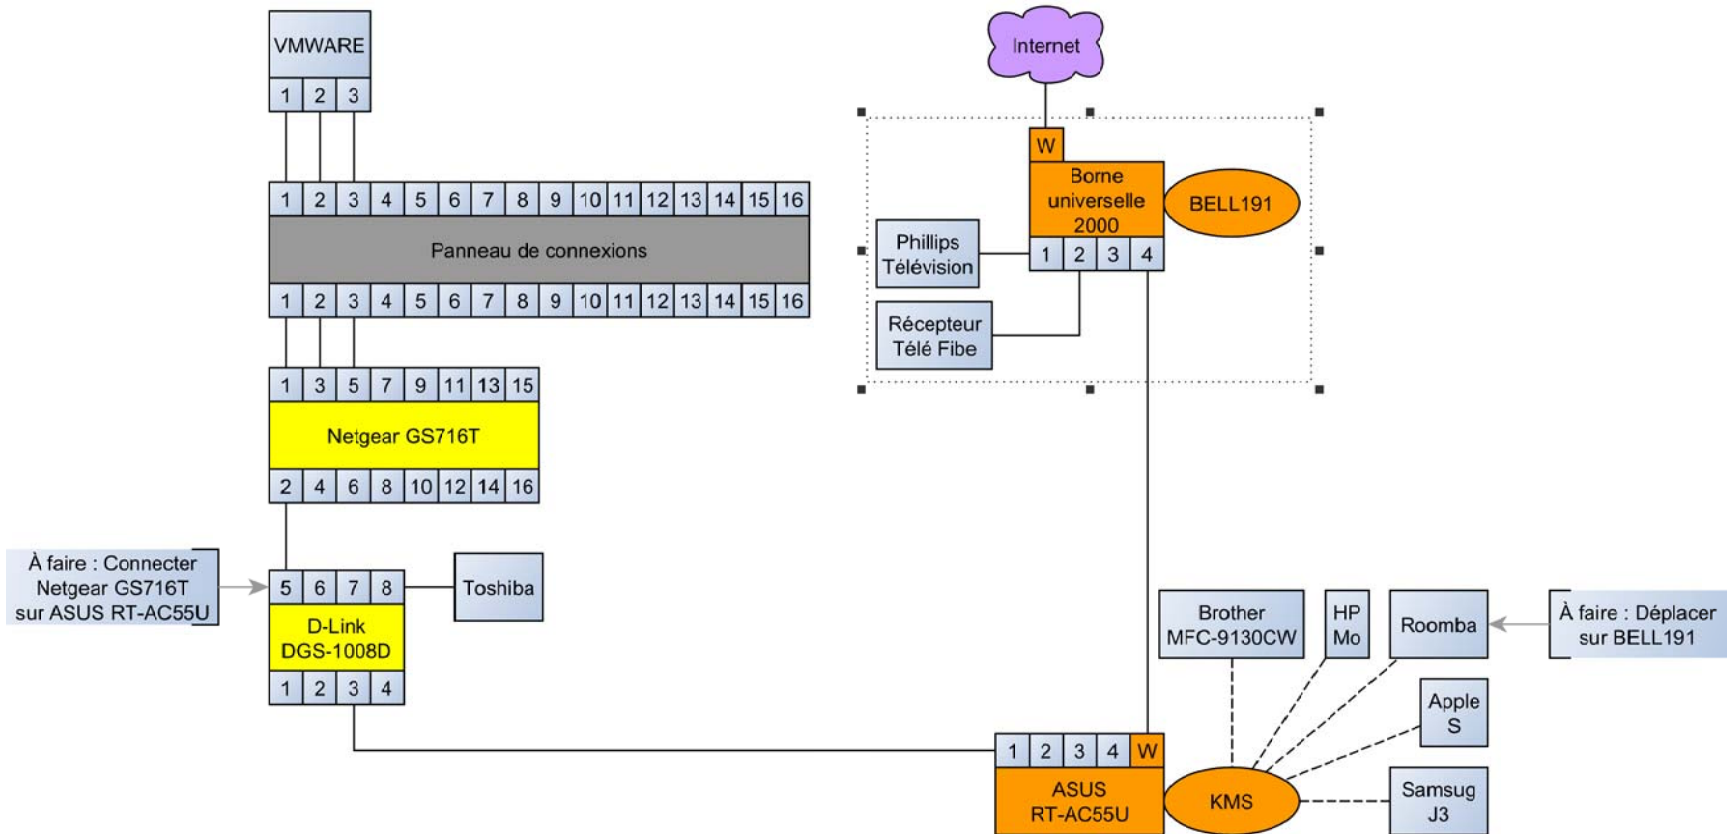 VMWARE
1 2 3
1 2 3 4 5 6 7 8 9 10 11 12 13 14 15 16
Panneau de connexions
1 2 3 4 5 6 7 8 9 10 11 12 13 14 15 16
1 3 5 7 9 11 13 15
Netgear GS716T
2 4 6 8 10 12 14 16
À faire : Connecter
Netgear GS716T
sur ASUS RT-AC55U
5 6 7 8
Toshiba
D-Link
DGS-1008D
1 2 3 4
Internet
W
Borne
universelle
2000
BELL191
1 2 3 4
Phillips
Télévision
Récepteur
Télé Fibe
Brother
MFC-9130CW
HP
Mo
Roomba
À faire : Déplacer
sur BELL191
Apple
S
1 2 3 4 W
ASUS
RT-AC55U
KMS
Samsug
J3